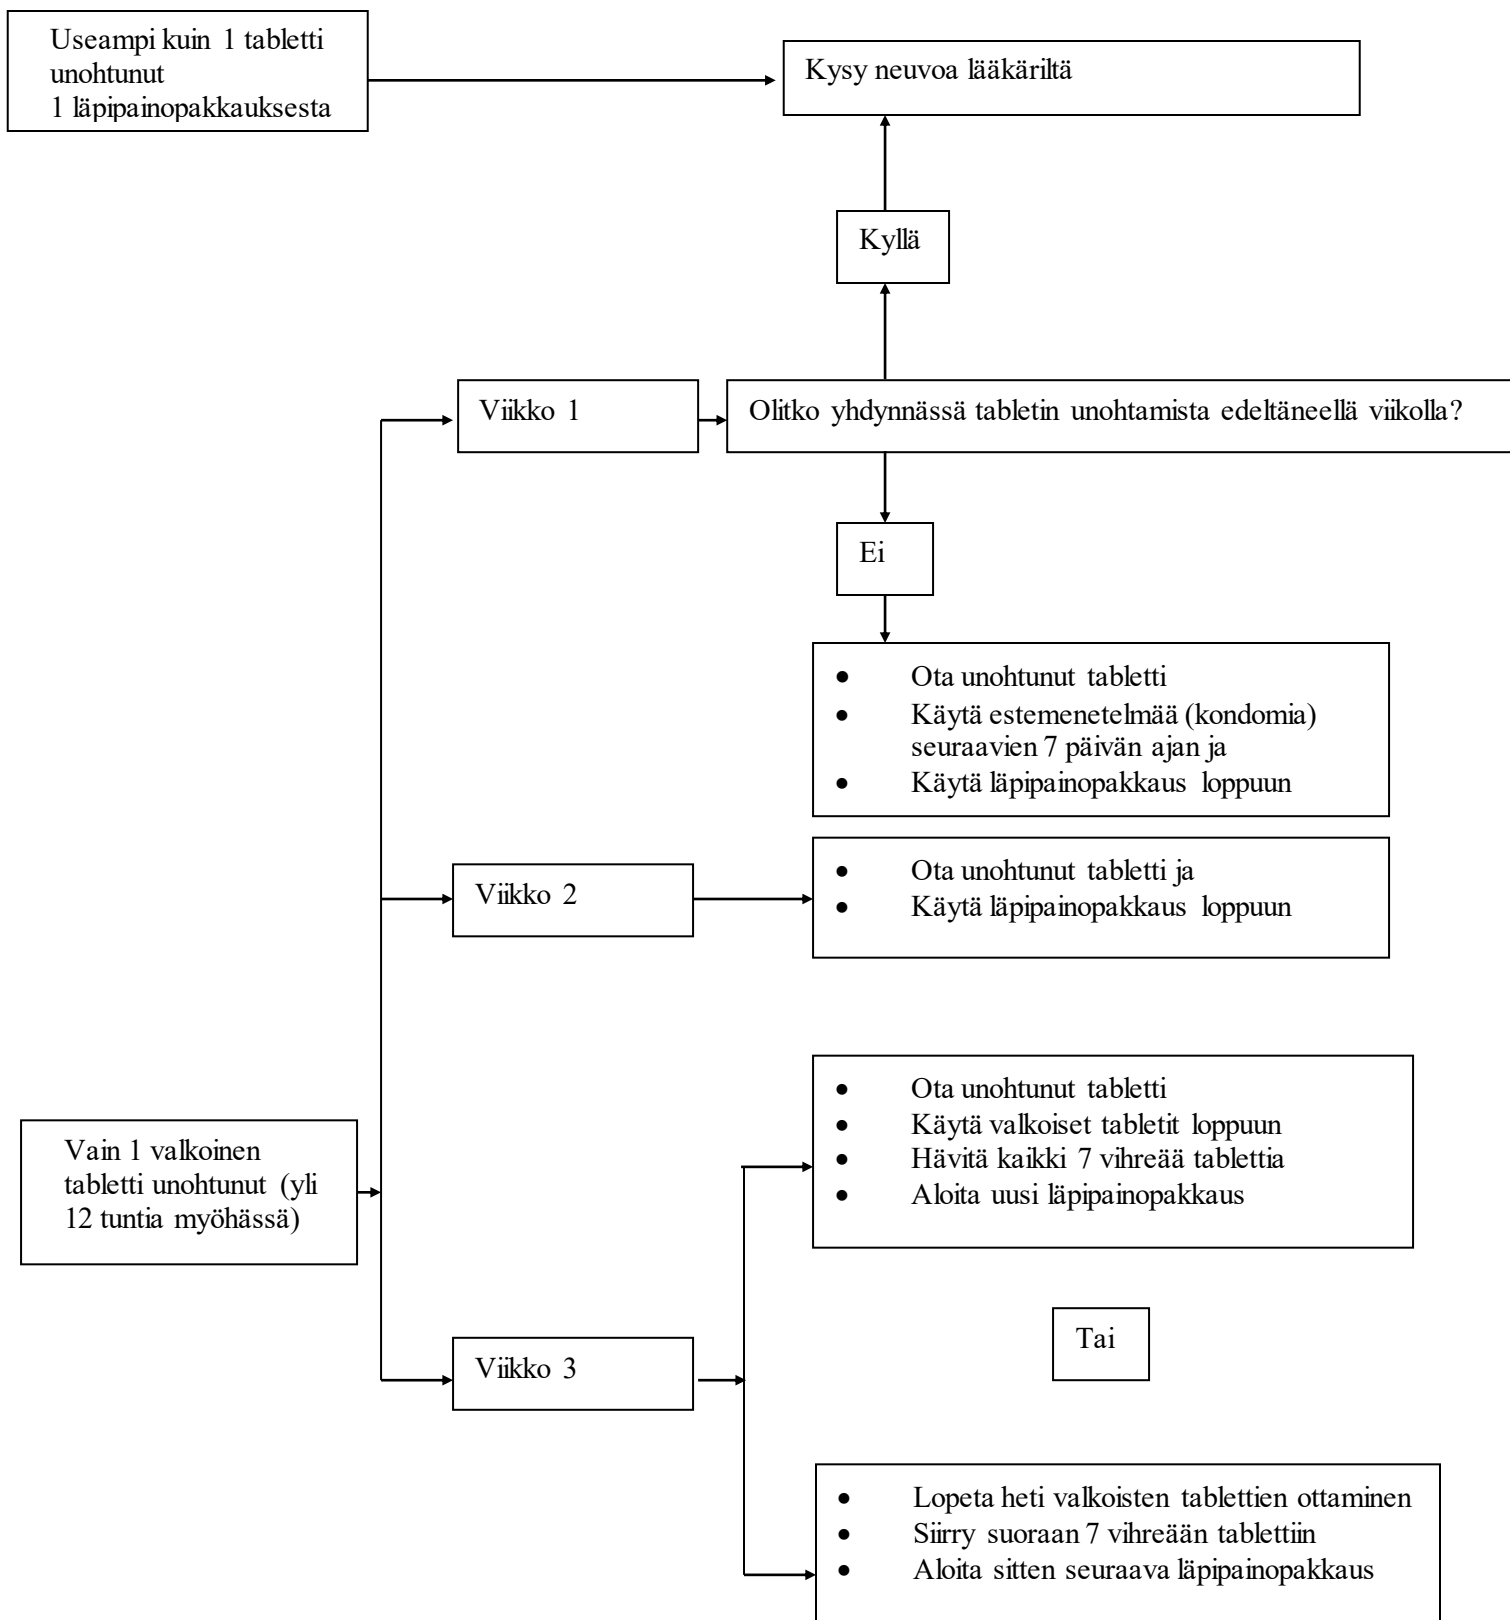 Useampi kuin 1 tabletti
unohtunut
1 läpipainopakkauksesta
Kysy neuvoa lääkäriltä
Kyllä
Viikko 1
Olitko yhdynnässä tabletin unohtamista edeltäneellä viikolla?
Ei
• Ota unohtunut tabletti
• Käytä estemenetelmää (kondomia)
seuraavien 7 päivän ajan ja
• Käytä läpipainopakkaus loppuun
Viikko 2
• Ota unohtunut tabletti ja
• Käytä läpipainopakkaus loppuun
Vain 1 valkoinen
tabletti unohtunut (yli
12 tuntia myöhässä)
• Ota unohtunut tabletti
• Käytä valkoiset tabletit loppuun
• Hävitä kaikki 7 vihreää tablettia
• Aloita uusi läpipainopakkaus
Tai
Viikko 3
• Lopeta heti valkoisten tablettien ottaminen
• Siirry suoraan 7 vihreään tablettiin
• Aloita sitten seuraava läpipainopakkaus